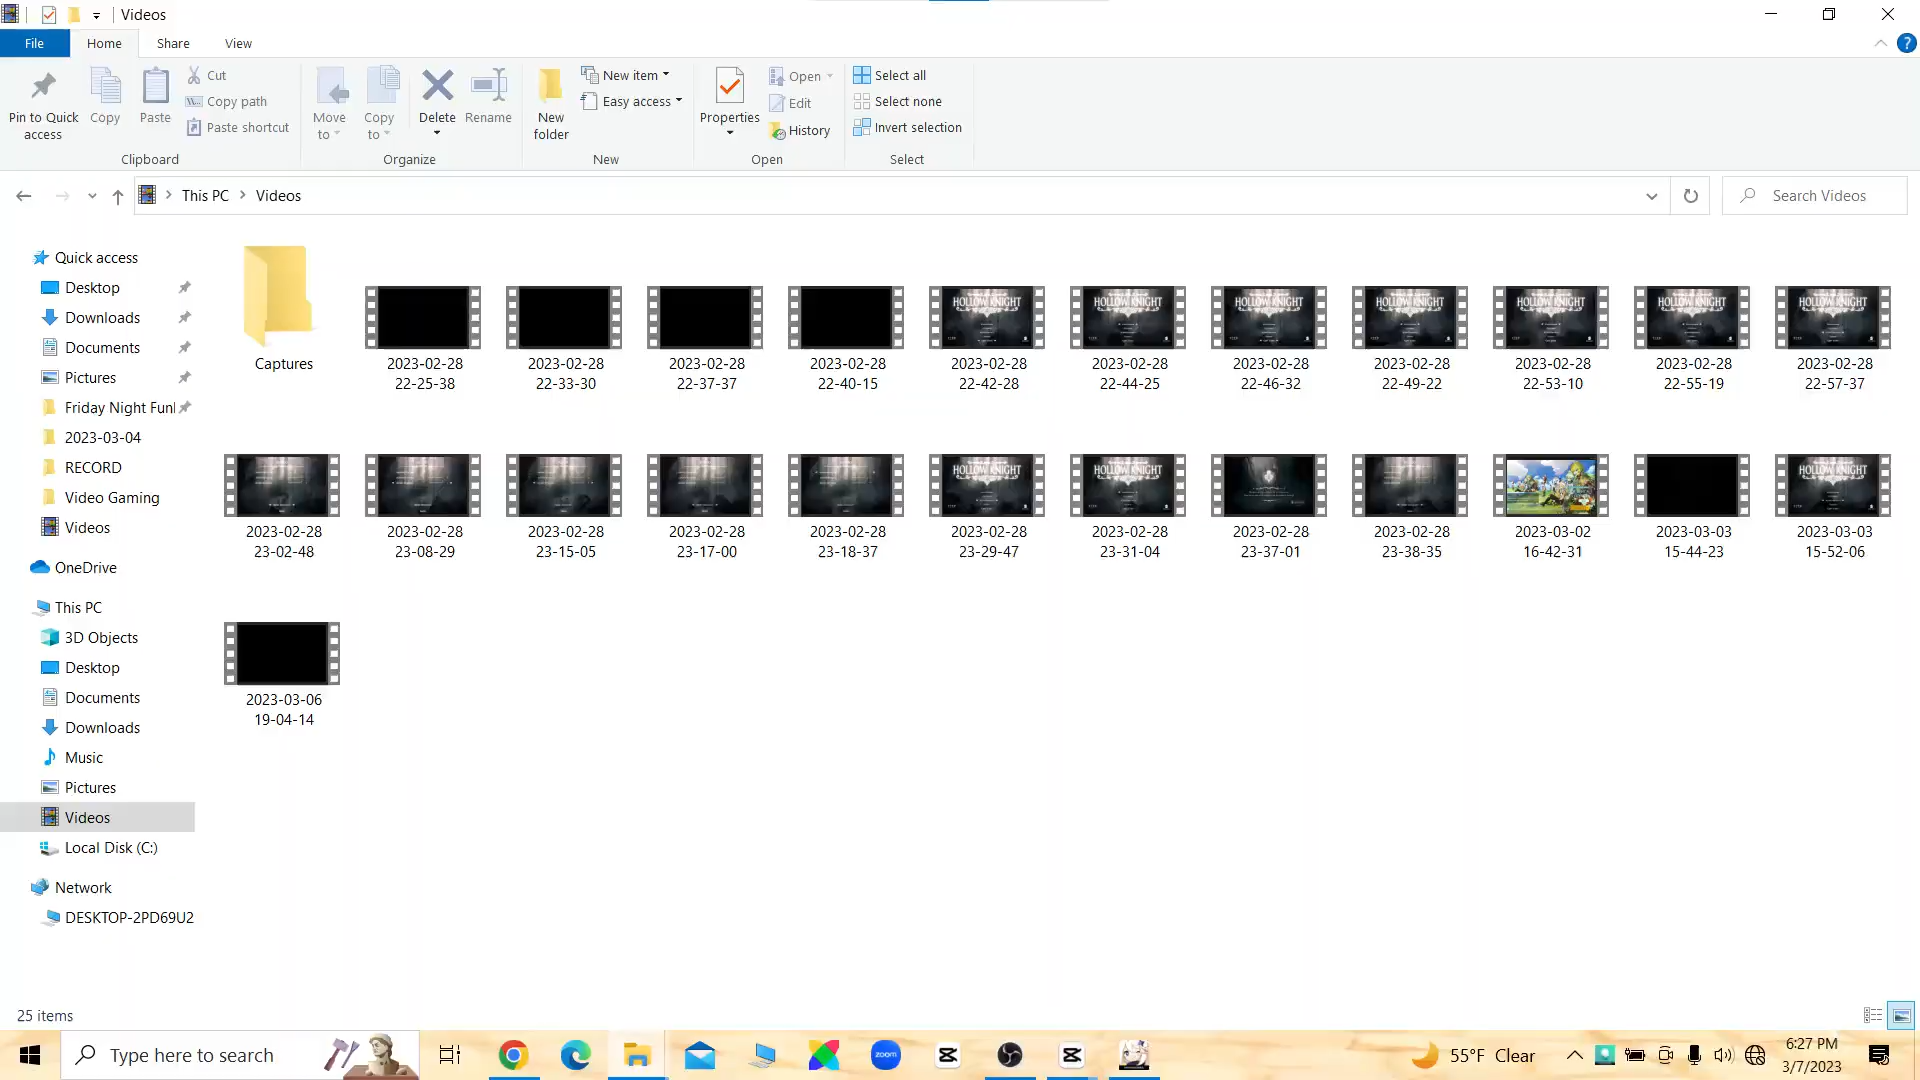 Videos
File Home Share View
Pin to Quick access
Copy
Paste
Cut
Copy path
Paste shortcut
Clipboard
Move to
Copy to
Delete
Rename
Organize
New folder
New item
Easy access
New
Properties
Open
Edit
History
Open
Select all
Select none
Invert selection
Select
This PC Videos
Search Videos
Quick access
Desktop
Downloads
Documents
Pictures
Friday Night Fun
2023-03-04
RECORD
Video Gaming
Videos
OneDrive
This PC
3D Objects
Desktop
Documents
Downloads
Music
Pictures
Videos
Local Disk (C:)
Network
DESKTOP-2PD69U2
HOLLOW KNIGHT HOLLOW KNIGHT HOLLOW KNIGHT HOLLOW KNIGHT HOLLOW KNIGHT HOLLOW KNIGHT HOLLOW KNIGHT
Captures 2023-02-28 2023-02-28 2023-02-28 2023-02-28 2023-02-28 2023-02-28 2023-02-28 2023-02-28 2023-02-28 2023-02-28 2023-02-28
22-25-38 22-33-30 22-37-37 22-40-15 22-42-28 22-44-25 22-46-32 22-49-22 22-53-10 22-55-19 22-57-37
HOLLOW KNIGHT HOLLOW KNIGHT HOLLOW KNIGHT
2023-02-28 2023-02-28 2023-02-28 2023-02-28 2023-02-28 2023-02-28 2023-02-28 2023-02-28 2023-02-28 2023-03-02 2023-03-03 2023-03-03
23-02-48 23-08-29 23-15-05 23-17-00 23-18-37 23-29-47 23-31-04 23-37-01 23-38-35 16-42-31 15-44-23 15-52-06
2023-03-06
19-04-14
25 items
Type here to search
zoom
55°F Clear
6:27 PM
3/7/2023